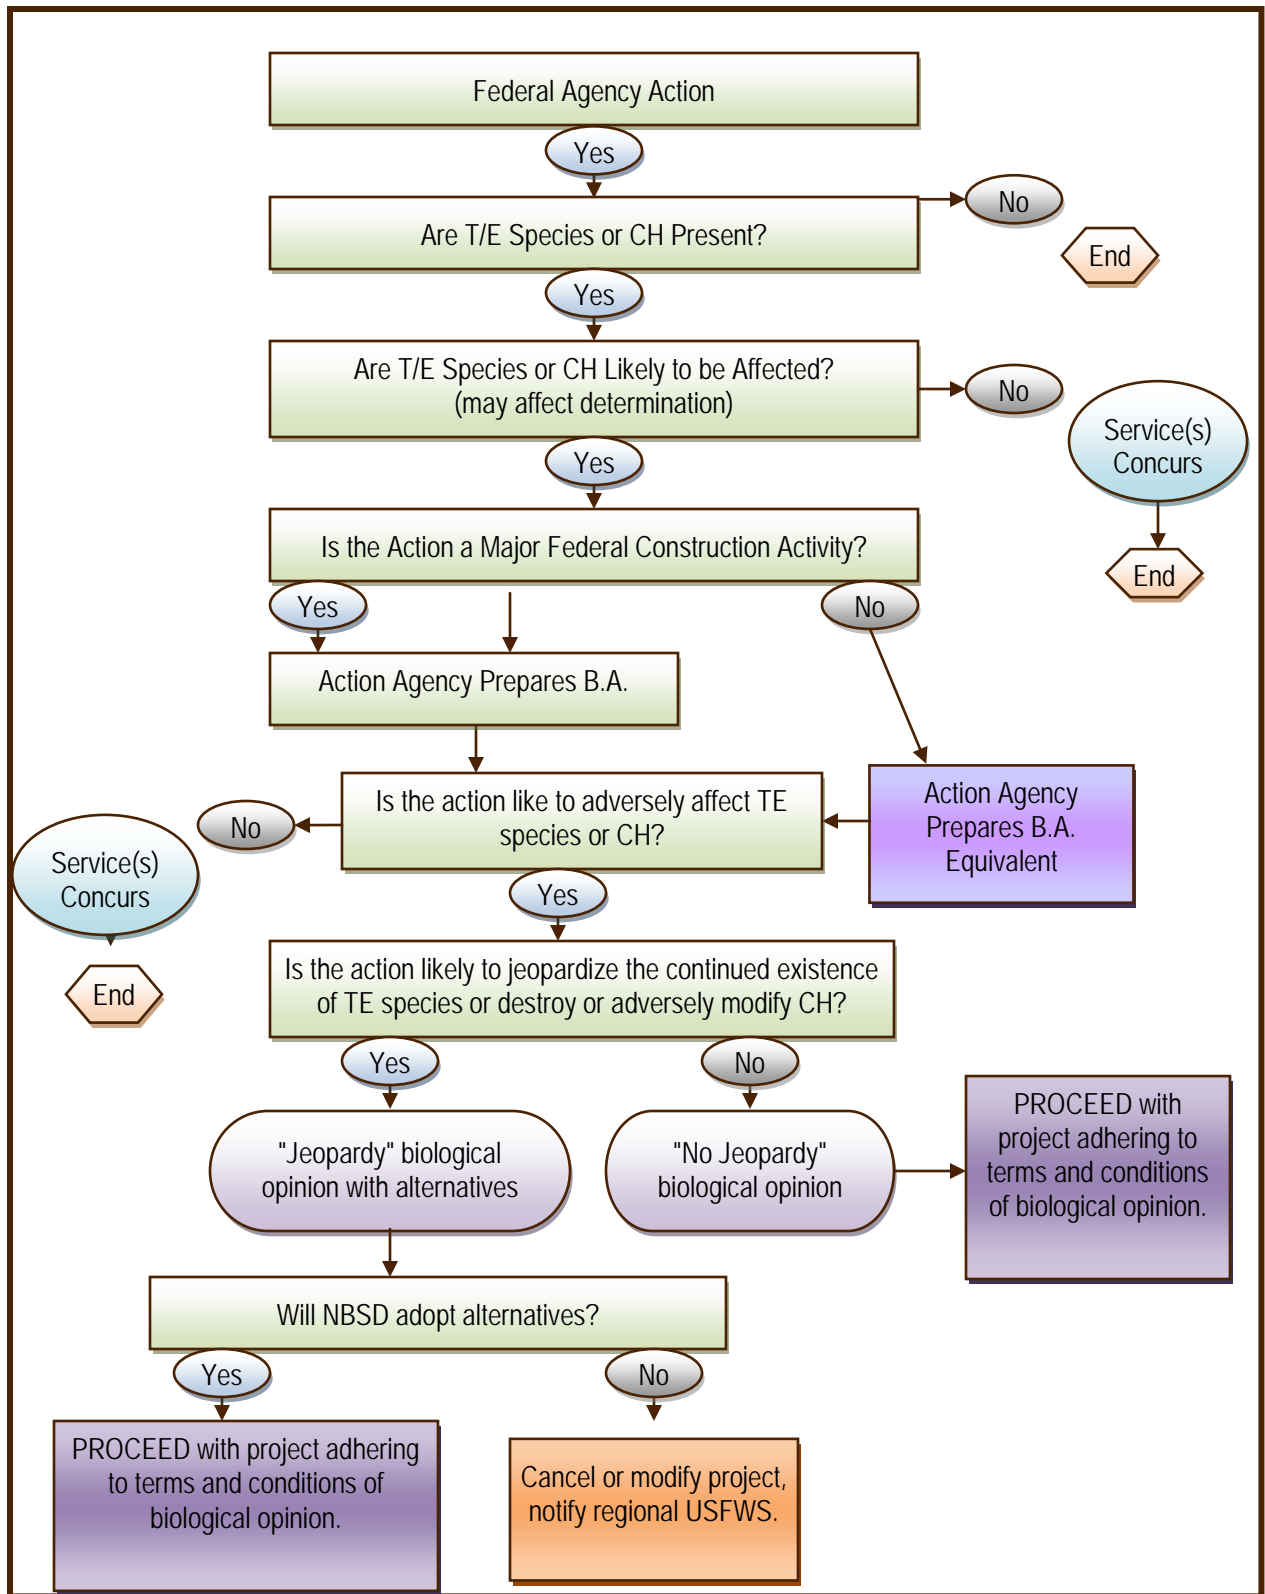 Federal Agency Action
Yes
Are T/E Species or CH Present?
No
End
Yes
Are T/E Species or CH Likely to be Affected?
(may affect determination)
No
Service(s)
Concurs
End
Yes
Is the Action a Major Federal Construction Activity?
Yes
No
Action Agency Prepares B.A.
Action Agency
Prepares B.A.
Equivalent
Is the action like to adversely affect TE
species or CH?
No
Service(s)
Concurs
End
Yes
Is the action likely to jeopardize the continued existence
of TE species or destroy or adversely modify CH?
Yes
No
"Jeopardy" biological
opinion with alternatives
"No Jeopardy"
biological opinion
PROCEED with
project adhering to
terms and conditions
of biological opinion.
Will NBSD adopt alternatives?
Yes
No
PROCEED with project adhering
to terms and conditions of
biological opinion.
Cancel or modify project,
notify regional USFWS.